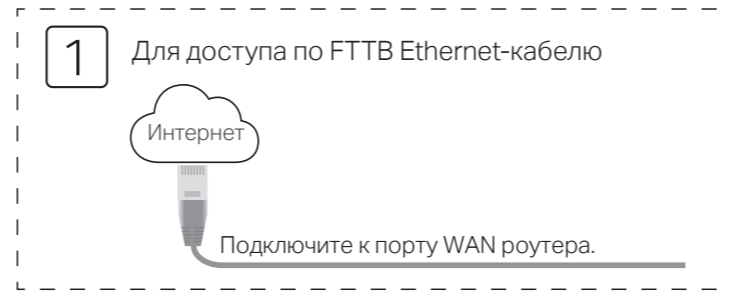 1
Для доступа по FTTB Ethernet-кабелю
Интернет
Подключите к порту WAN роутера.